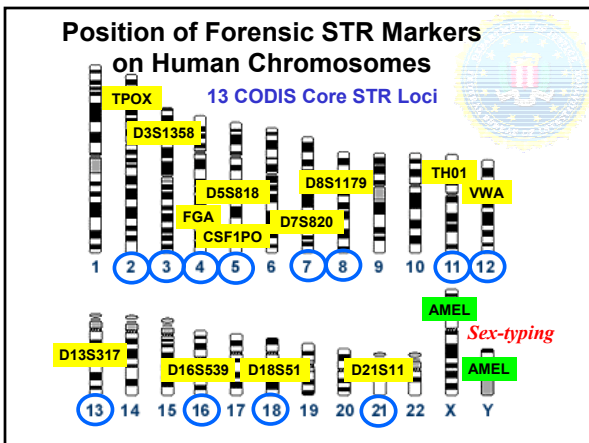 Position of Forensic STR Markers
on Human Chromosomes
13 CODIS Core STR Loci
TPOX
D3S1358
D8S1179
TH01
D5S818
VWA
FGA
D7S820
CSF1PO
1 2 3 4 5 6 7 8 9 10 11 12
AMEL
Sex-typing
D13S317
D16S539
D18S51
D21S11
AMEL
13 14 15 16 17 18 19 20 21 22 X Y